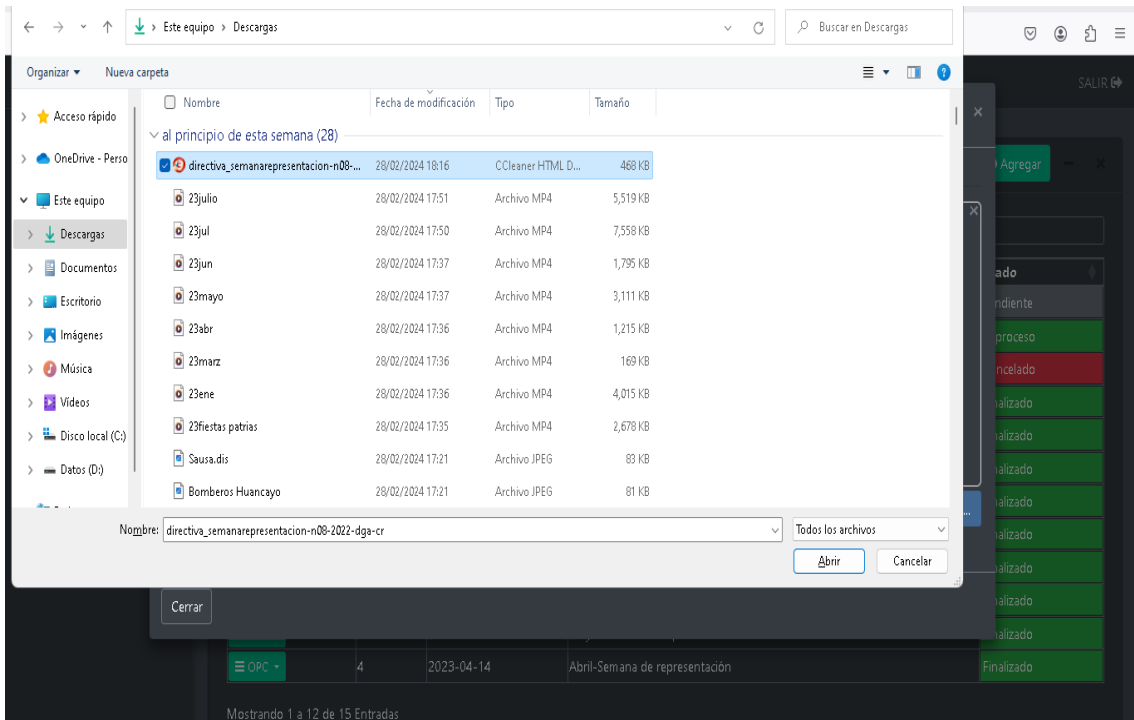 Este equipo > Descargas
Buscar en Descargas
Organizar
Nueva carpeta
SALIR
Nombre Fecha de modificación Tipo Tamaño
Acceso rápido
al principio de esta semana (28)
OneDrive - Perso
directiva_semanarepresentacion-n08-... 28/02/2024 18:16 CCleaner HTML D... 468 KB
Agregar
Este equipo
23julio 28/02/2024 17:51 Archivo MP4 5,519 KB
Descargas
23jul 28/02/2024 17:50 Archivo MP4 7,558 KB
Documentos
23jun 28/02/2024 17:37 Archivo MP4 1,795 KB
ado
Escritorio
23mayo 28/02/2024 17:37 Archivo MP4 3,111 KB
ndiente
Imágenes
23abr 28/02/2024 17:36 Archivo MP4 1,215 KB
proceso
Música
23marz 28/02/2024 17:36 Archivo MP4 169 KB
ncelado
Vídeos
23ene 28/02/2024 17:36 Archivo MP4 4,015 KB
alizado
Disco local (C:)
23fiestas patrias 28/02/2024 17:35 Archivo MP4 2,678 KB
alizado
Datos (D:)
Sausa.dis 28/02/2024 17:21 Archivo JPEG 83 KB
alizado
Bomberos Huancayo 28/02/2024 17:21 Archivo JPEG 81 KB
alizado
...
Nombre: directiva_semanarepresentacion-n08-2022-dga-cr
Todos los archivos
alizado
Abrir
Cancelar
alizado
Cerrar
alizado
alizado
OPC 4 2023-04-14 Abril-Semana de representación Finalizado
Mostrando 1 a 12 de 15 Entradas